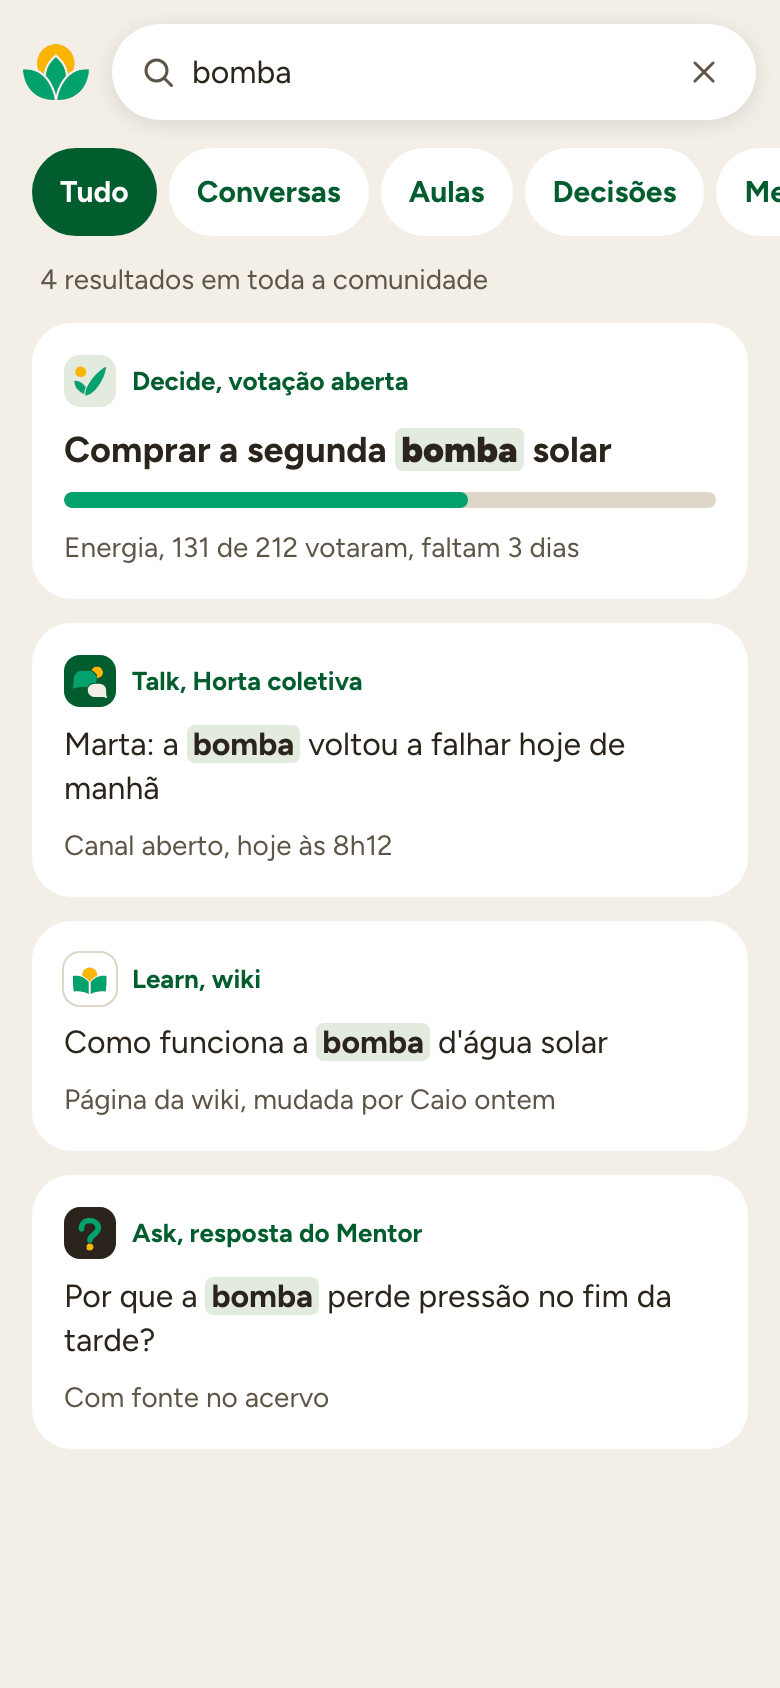 bomba
Tudo
Conversas
Aulas
Decisões
Me
4 resultados em toda a comunidade
Decide, votação aberta
Comprar a segunda bomba solar
Energia, 131 de 212 votaram, faltam 3 dias
Talk, Horta coletiva
Marta: a bomba voltou a falhar hoje de
manhã
Canal aberto, hoje às 8h12
Learn, wiki
Como funciona a bomba d'água solar
Página da wiki, mudada por Caio ontem
?
Ask, resposta do Mentor
Por que a bomba perde pressão no fim da
tarde?
Com fonte no acervo